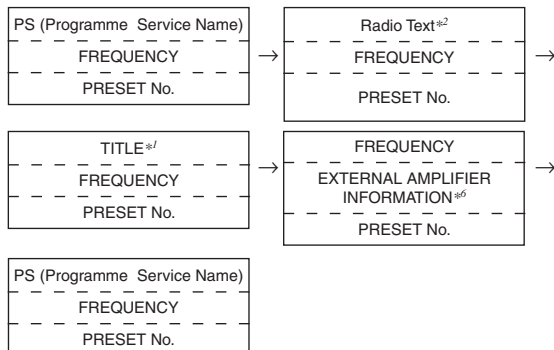 PS (Programme Service Name)
FREQUENCY
PRESET No.
→
Radio Text*2
FREQUENCY
PRESET No.
→
TITLE*1
FREQUENCY
PRESET No.
→
FREQUENCY
EXTERNAL AMPLIFIER
INFORMATION*6
PRESET No.
→
PS (Programme Service Name)
FREQUENCY
PRESET No.